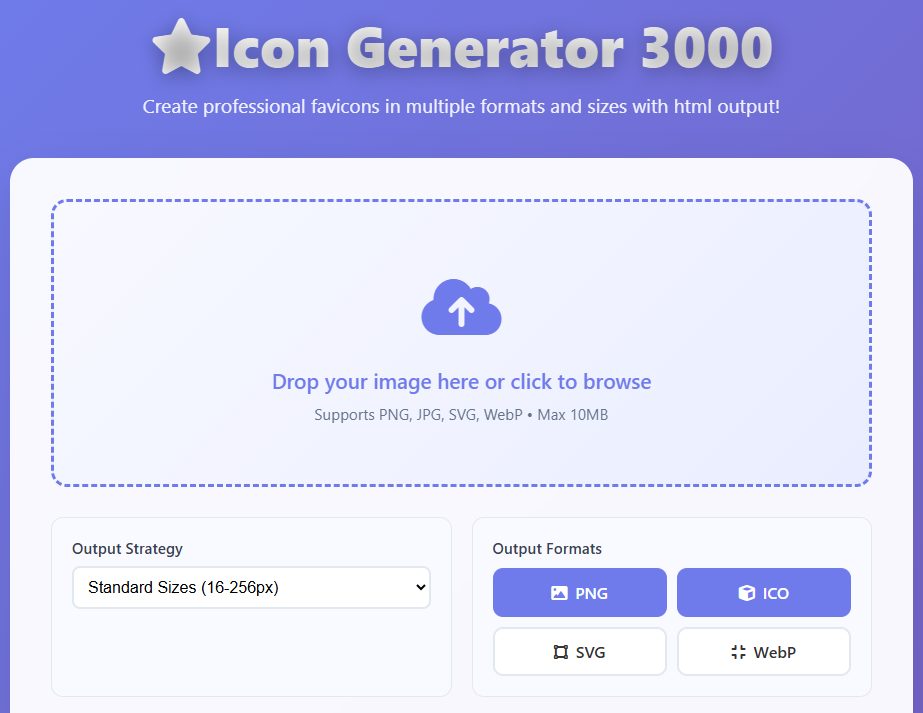 Icon Generator 3000
Create professional favicons in multiple formats and sizes with html output!
Drop your image here or click to browse
Supports PNG, JPG, SVG, WebP • Max 10MB
Output Strategy
Standard Sizes (16-256px)
Output Formats
PNG
ICO
SVG
WebP